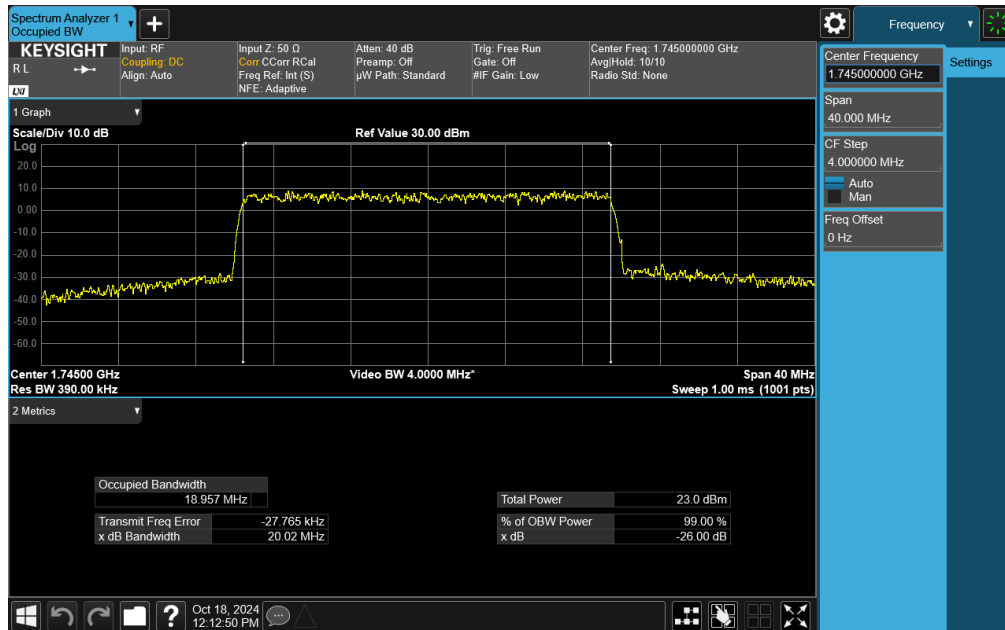 Spectrum Analyzer 1
Occupied BW
Frequency
KEYSIGHT
R L
LXI
Input: RF
Coupling: DC
Align: Auto
Input Z: 50 Ω
Corr CCorr RCal
Freq Ref: Int (S)
NFE: Adaptive
Atten: 40 dB
Preamp: Off
µW Path: Standard
Trig: Free Run
Gate: Off
#IF Gain: Low
Center Freq: 1.745000000 GHz
Avg|Hold: 10/10
Radio Std: None
Center Frequency
1.745000000 GHz
Settings
Span
40.000 MHz
CF Step
4.000000 MHz
Auto
Man
Freq Offset
0 Hz
1 Graph
Scale/Div 10.0 dB
Ref Value 30.00 dBm
Log
20.0
10.0
0.00
-10.0
-20.0
-30.0
-40.0
-50.0
-60.0
Center 1.74500 GHz
Video BW 4.0000 MHz*
Span 40 MHz
Res BW 390.00 kHz
Sweep 1.00 ms (1001 pts)
2 Metrics
Occupied Bandwidth
18.957 MHz
Total Power 23.0 dBm
Transmit Freq Error -27.765 kHz
% of OBW Power 99.00 %
x dB Bandwidth 20.02 MHz
x dB -26.00 dB
Oct 18, 2024
12:12:50 PM